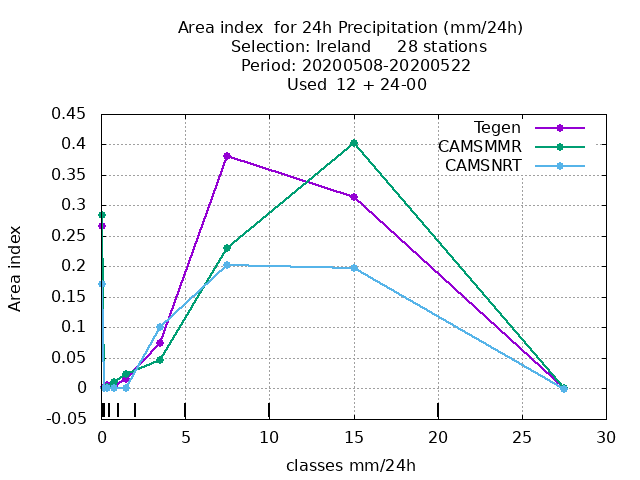 Area index  for 24h Precipitation (mm/24h)
Selection: Ireland     28 stations
Period: 20200508-20200522
Used  12 + 24-00
Tegen
CAMSMMR
CAMSNRT
0.45
0.4
0.35
0.3
0.25
0.2
0.15
0.1
0.05
0
-0.05
Area index
0 5 10 15 20 25 30
classes mm/24h